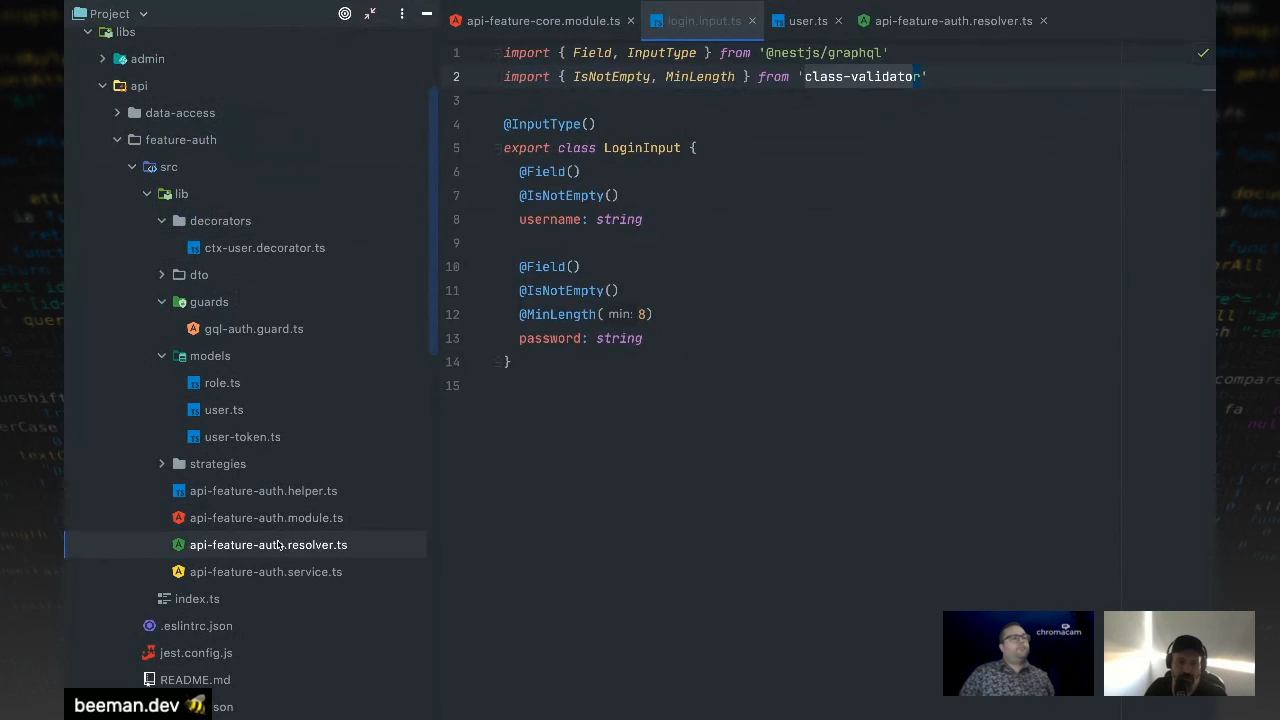 Project
libs
admin
api
data-access
feature-auth
src
lib
decorators
ctx-user.decorator.ts
dto
guards
gql-auth.guard.ts
models
role.ts
user.ts
user-token.ts
strategies
api-feature-auth.helper.ts
api-feature-auth.module.ts
api-feature-auth.resolver.ts
api-feature-auth.service.ts
index.ts
.eslintrc.json
jest.config.js
README.md
beeman.dev
api-feature-core.module.ts
login.input.ts
user.ts
api-feature-auth.resolver.ts
1 import { Field, InputType } from '@nestjs/graphql'
2 import { IsNotEmpty, MinLength } from 'class-validator'
3
4 @InputType()
5 export class LoginInput {
6 @Field()
7 @IsNotEmpty()
8 username: string
9
10 @Field()
11 @IsNotEmpty()
12 @MinLength( min: 8)
13 password: string
14 }
15
chromacam